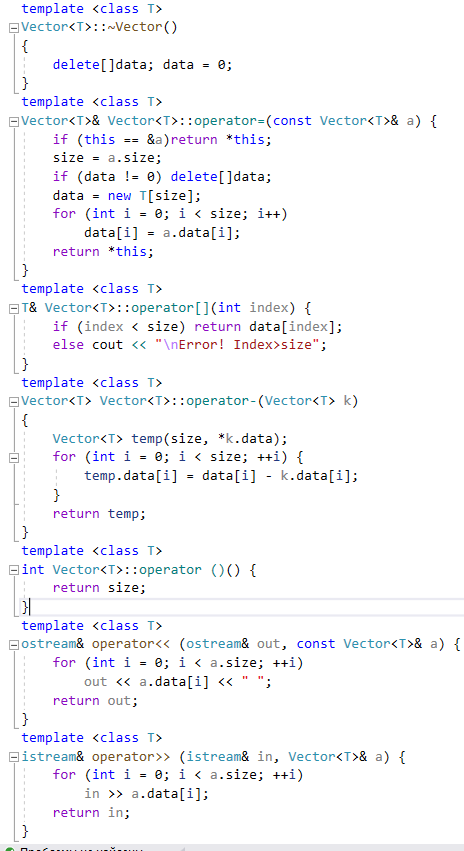 template <class T>
Vector<T>::~Vector()
{
    delete[]data; data = 0;
}
template <class T>
Vector<T>& Vector<T>::operator=(const Vector<T>& a) {
    if (this == &a)return *this;
    size = a.size;
    if (data != 0) delete[]data;
    data = new T[size];
    for (int i = 0; i < size; i++)
        data[i] = a.data[i];
    return *this;
}
template <class T>
T& Vector<T>::operator[](int index) {
    if (index < size) return data[index];
    else cout << "\nError! Index>size";
}
template <class T>
Vector<T> Vector<T>::operator-(Vector<T> k)
{
    Vector<T> temp(size, *k.data);
    for (int i = 0; i < size; ++i) {
        temp.data[i] = data[i] - k.data[i];
    }
    return temp;
}
template <class T>
int Vector<T>::operator ()() {
    return size;
}
template <class T>
ostream& operator<< (ostream& out, const Vector<T>& a) {
    for (int i = 0; i < a.size; ++i)
        out << a.data[i] << " ";
    return out;
}
template <class T>
istream& operator>> (istream& in, Vector<T>& a) {
    for (int i = 0; i < a.size; ++i)
        in >> a.data[i];
    return in;
}